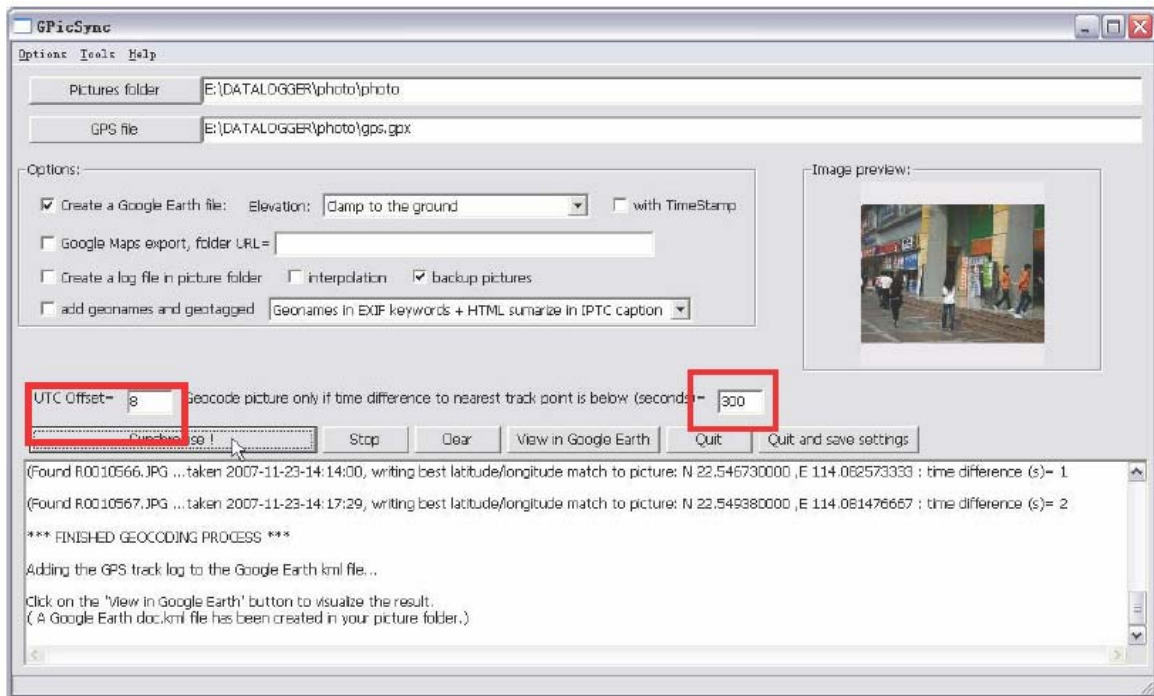 GPicSync
Options Tools Help
Pictures folder E:\DATALOGGER\photo\photo
GPS file E:\DATALOGGER\photo\gps.gpx
Options:
Image preview:
Create a Google Earth file: Elevation: Clamp to the ground with TimeStamp
Google Maps export, folder URL=
Create a log file in picture folder interpolation backup pictures
add geonames and geotagged Geonames in EXIF keywords + HTML sumarize in IPTC caption
UTC Offset= 8 Geocode picture only if time difference to nearest track point is below (seconds)= 300
Synchronise ! Stop Clear View in Google Earth Quit Quit and save settings
(Found R0010566.JPG ...taken 2007-11-23-14:14:00, writing best latitude/longitude match to picture: N 22.546730000 ,E 114.082573333 : time difference (s)= 1
(Found R0010567.JPG ...taken 2007-11-23-14:17:29, writing best latitude/longitude match to picture: N 22.549380000 ,E 114.081476667 : time difference (s)= 2
*** FINISHED GEOCODING PROCESS ***
Adding the GPS track log to the Google Earth kml file...
Click on the 'View in Google Earth' button to visualize the result.
( A Google Earth doc.kml file has been created in your picture folder.)